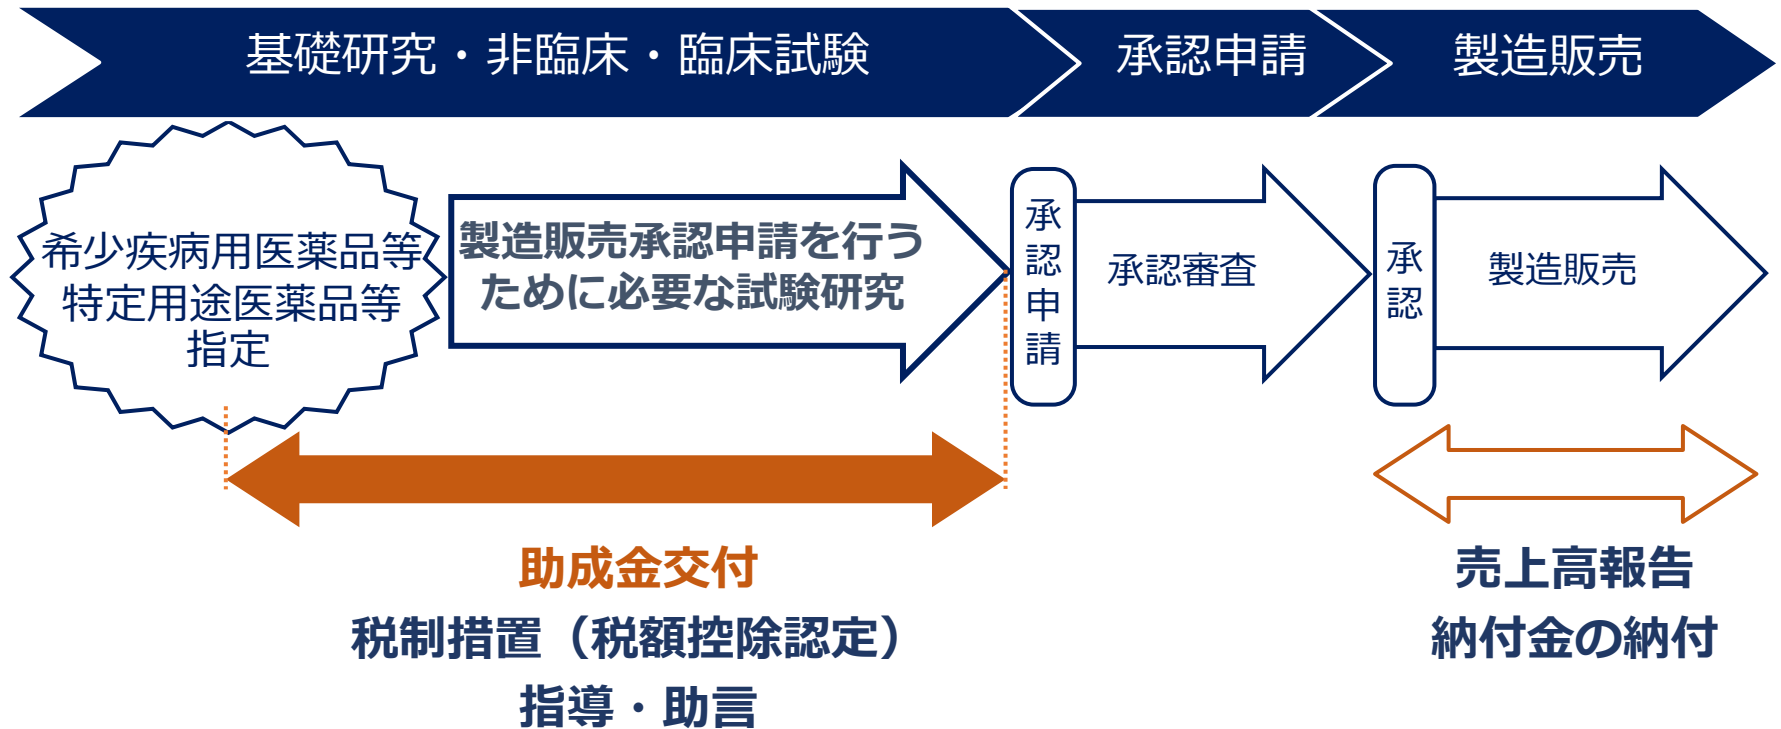 基礎研究・非臨床・臨床試験
承認申請
製造販売
希少疾病用医薬品等
特定用途医薬品等
指定
製造販売承認申請を行う
ために必要な試験研究
承認申請
承認審査
承認
製造販売
助成金交付
税制措置（税額控除認定）
指導・助言
売上高報告
納付金の納付